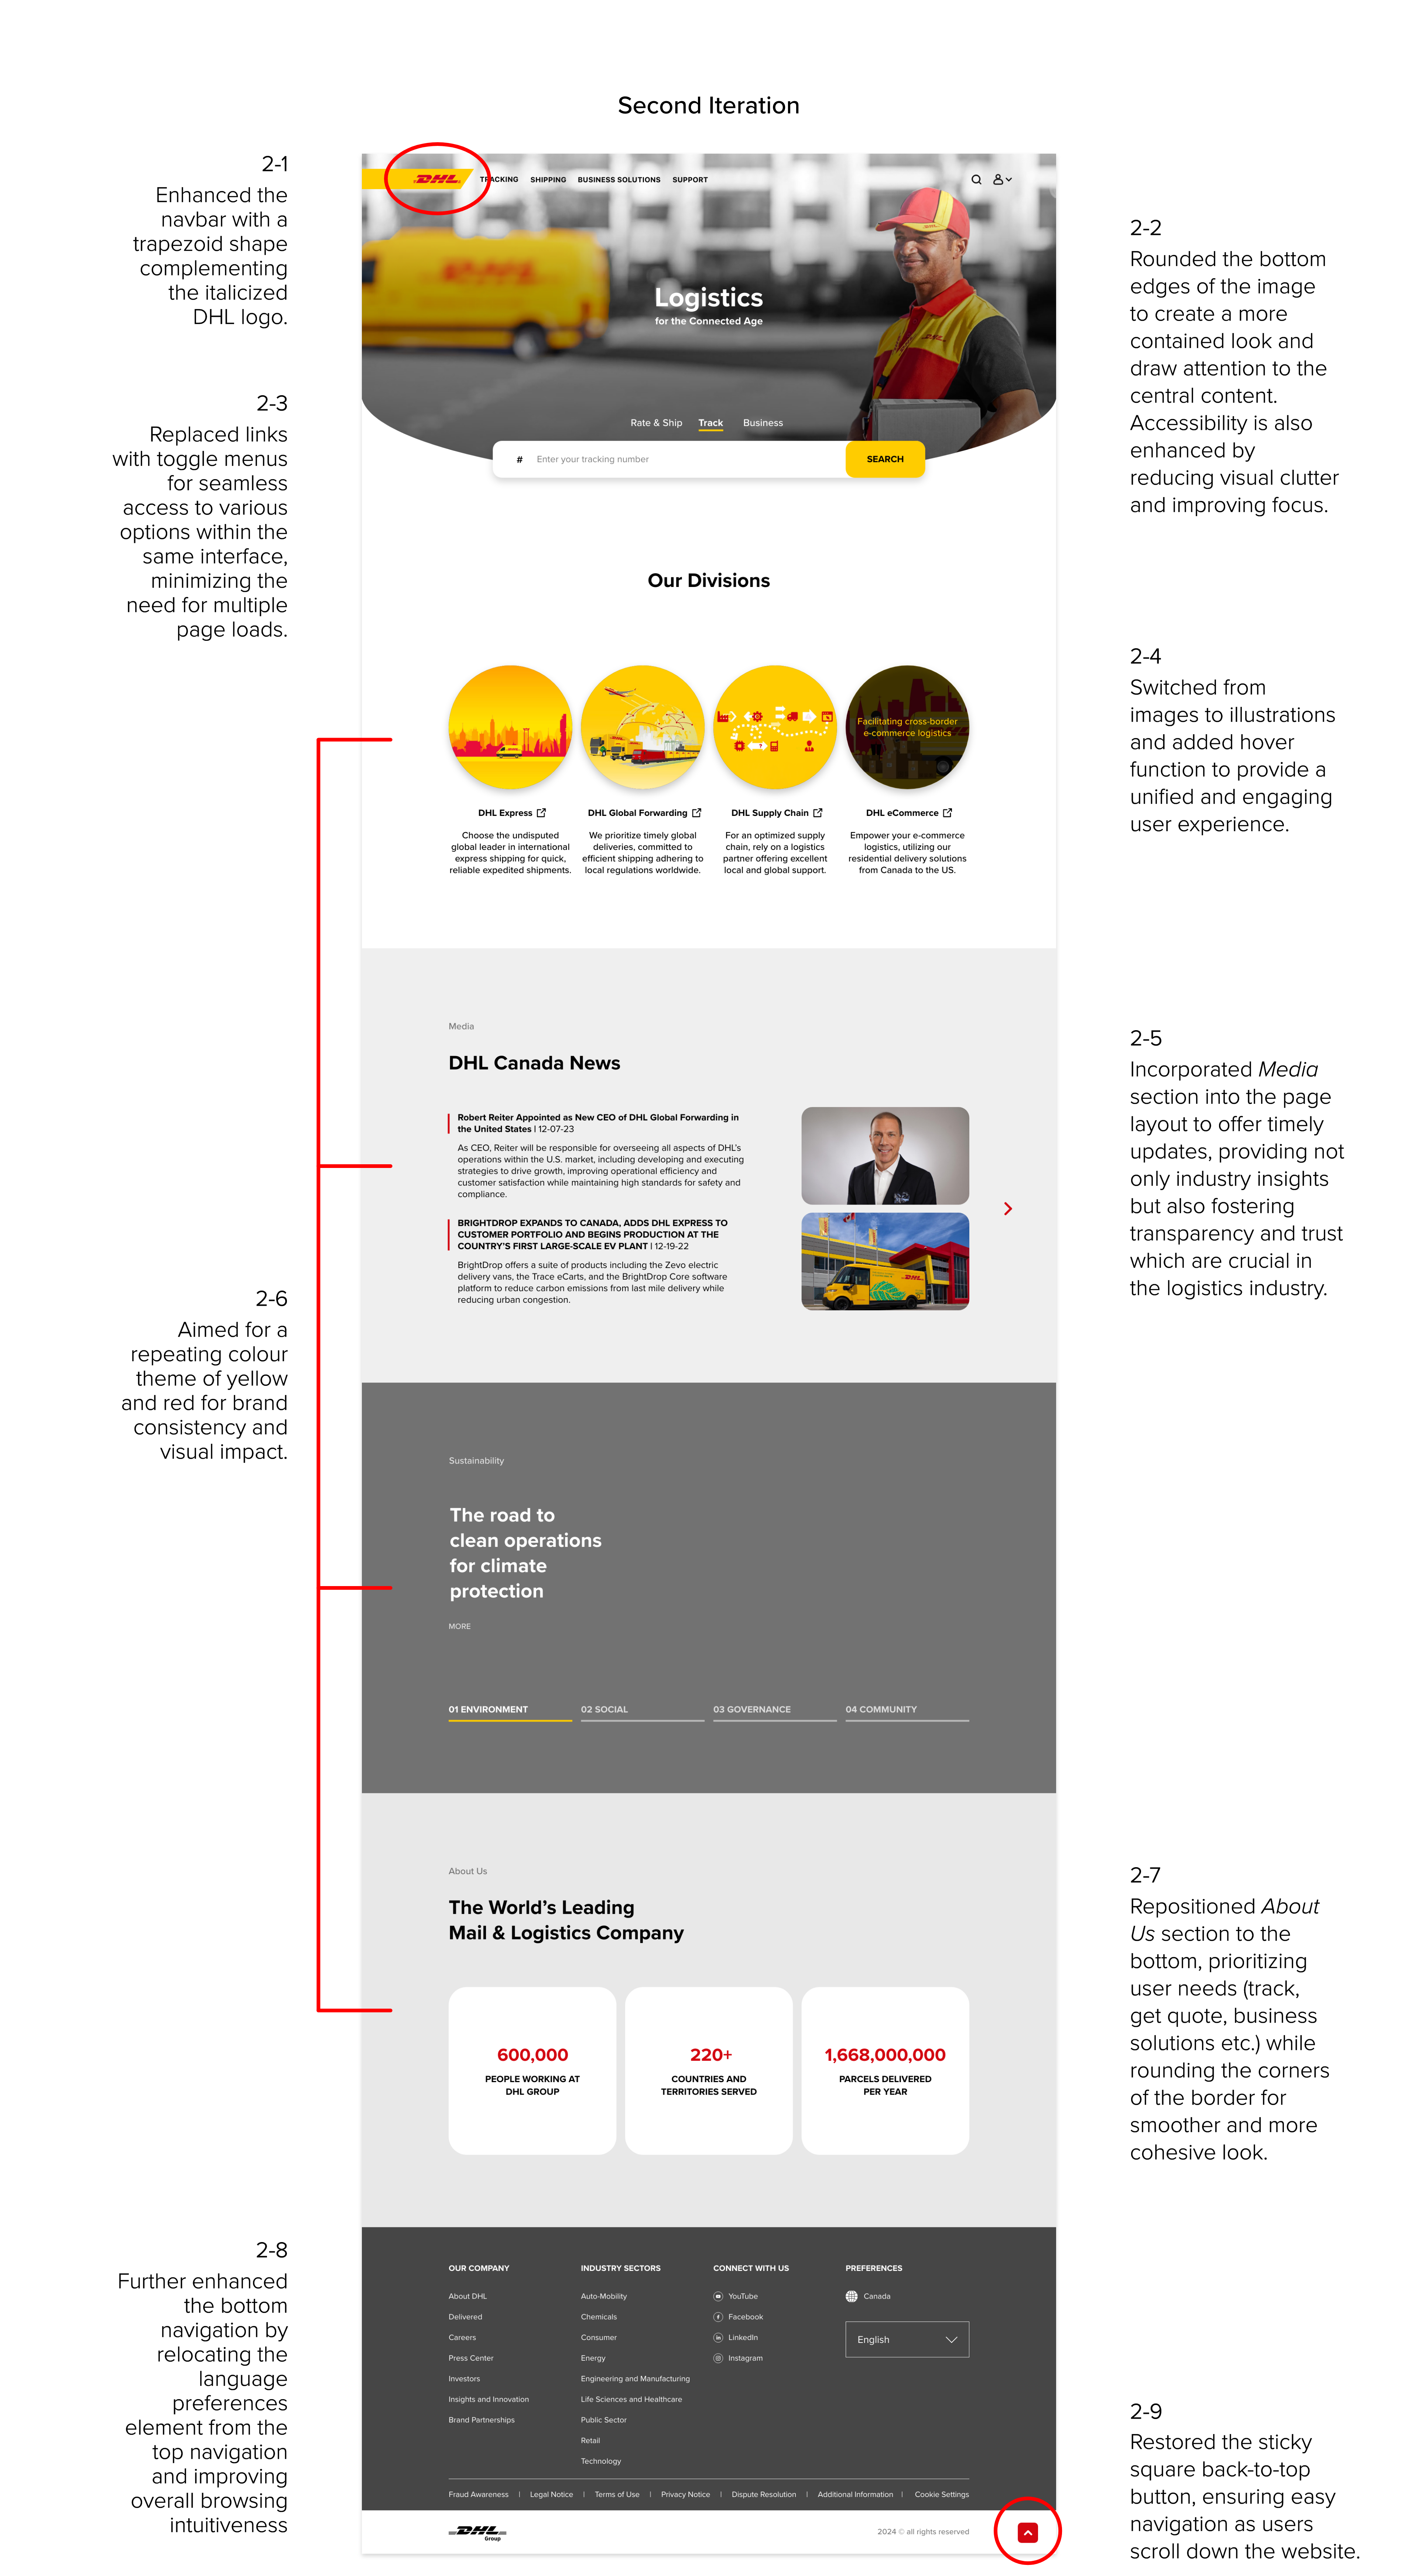 Second Iteration
2-1
Enhanced the
navbar with a
trapezoid shape
complementing
the italicized
DHL logo.
2-3
Replaced links
with toggle menus
for seamless
access to various
options within the
same interface,
minimizing the
need for multiple
page loads.
2-6
Aimed for a
repeating colour
theme of yellow
and red for brand
consistency and
visual impact.
2-8
Further enhanced
the bottom
navigation by
relocating the
language
preferences
element from the
top navigation
and improving
overall browsing
intuitiveness
DHL TRACKING SHIPPING BUSINESS SOLUTIONS SUPPORT
DHL
Logistics
for the Connected Age
Rate & Ship Track Business
# Enter your tracking number SEARCH
Our Divisions
Facilitating cross-border
e-commerce logistics
DHL Express
Choose the undisputed
global leader in international
express shipping for quick,
reliable expedited shipments.
DHL Global Forwarding
We prioritize timely global
deliveries, committed to
efficient shipping adhering to
local regulations worldwide.
DHL Supply Chain
For an optimized supply
chain, rely on a logistics
partner offering excellent
local and global support.
DHL eCommerce
Empower your e-commerce
logistics, utilizing our
residential delivery solutions
from Canada to the US.
Media
DHL Canada News
Robert Reiter Appointed as New CEO of DHL Global Forwarding in
the United States | 12-07-23
As CEO, Reiter will be responsible for overseeing all aspects of DHL's
operations within the U.S. market, including developing and executing
strategies to drive growth, improving operational efficiency and
customer satisfaction while maintaining high standards for safety and
compliance.
BRIGHTDROP EXPANDS TO CANADA, ADDS DHL EXPRESS TO
CUSTOMER PORTFOLIO AND BEGINS PRODUCTION AT THE
COUNTRY'S FIRST LARGE-SCALE EV PLANT | 12-19-22
BrightDrop offers a suite of products including the Zevo electric
delivery vans, the Trace eCarts, and the BrightDrop Core software
platform to reduce carbon emissions from last mile delivery while
reducing urban congestion.
DHL
Sustainability
The road to
clean operations
for climate
protection
MORE
01 ENVIRONMENT 02 SOCIAL 03 GOVERNANCE 04 COMMUNITY
About Us
The World's Leading
Mail & Logistics Company
600,000
PEOPLE WORKING AT
DHL GROUP
220+
COUNTRIES AND
TERRITORIES SERVED
1,668,000,000
PARCELS DELIVERED
PER YEAR
OUR COMPANY
About DHL
Delivered
Careers
Press Center
Investors
Insights and Innovation
Brand Partnerships
INDUSTRY SECTORS
Auto-Mobility
Chemicals
Consumer
Energy
Engineering and Manufacturing
Life Sciences and Healthcare
Public Sector
Retail
Technology
CONNECT WITH US
YouTube
Facebook
LinkedIn
Instagram
PREFERENCES
Canada
English
Fraud Awareness | Legal Notice | Terms of Use | Privacy Notice | Dispute Resolution | Additional Information | Cookie Settings
DHL
Group
2024 © all rights reserved
2-2
Rounded the bottom
edges of the image
to create a more
contained look and
draw attention to the
central content.
Accessibility is also
enhanced by
reducing visual clutter
and improving focus.
2-4
Switched from
images to illustrations
and added hover
function to provide a
unified and engaging
user experience.
2-5
Incorporated Media
section into the page
layout to offer timely
updates, providing not
only industry insights
but also fostering
transparency and trust
which are crucial in
the logistics industry.
2-7
Repositioned About
Us section to the
bottom, prioritizing
user needs (track,
get quote, business
solutions etc.) while
rounding the corners
of the border for
smoother and more
cohesive look.
2-9
Restored the sticky
square back-to-top
button, ensuring easy
navigation as users
scroll down the website.